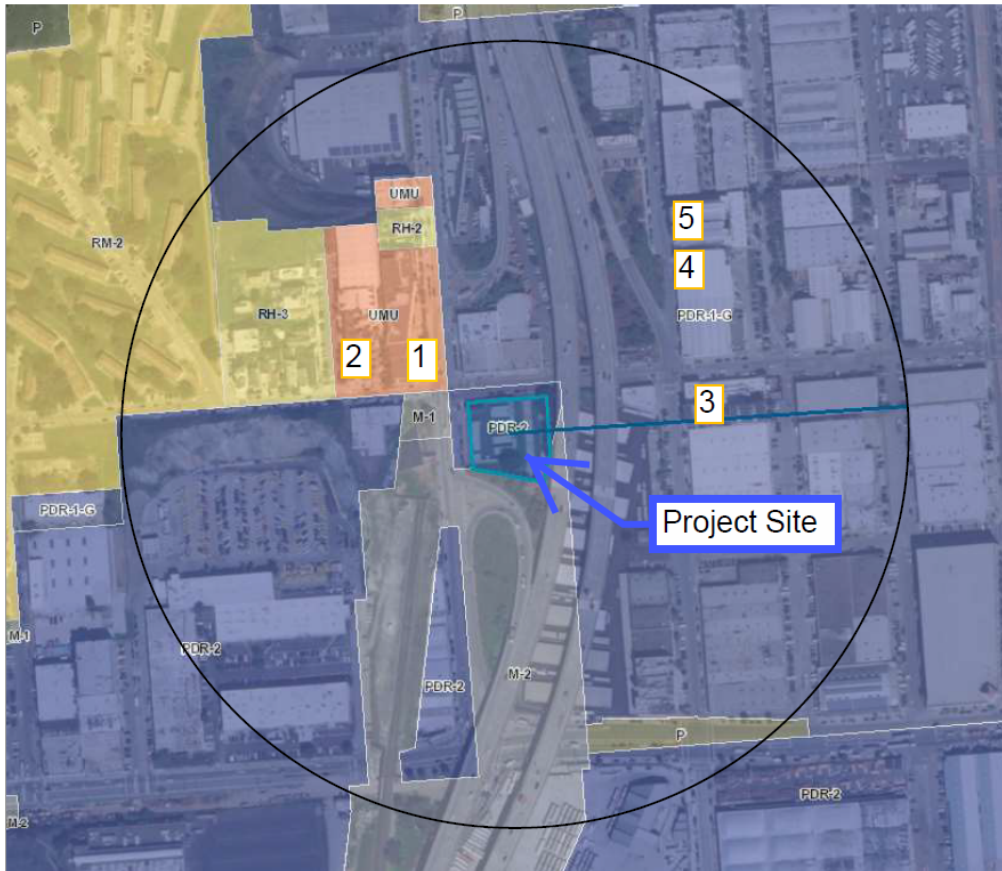 P
P
UMU
5
RH-2
RM-2
4
RH-3
UMU
PDR-1-G
2
1
3
M-1
PDR-2
PDR-1-G
Project Site
M-1
PDR-2
M-2
PDR-2
P
PDR-2
M-2